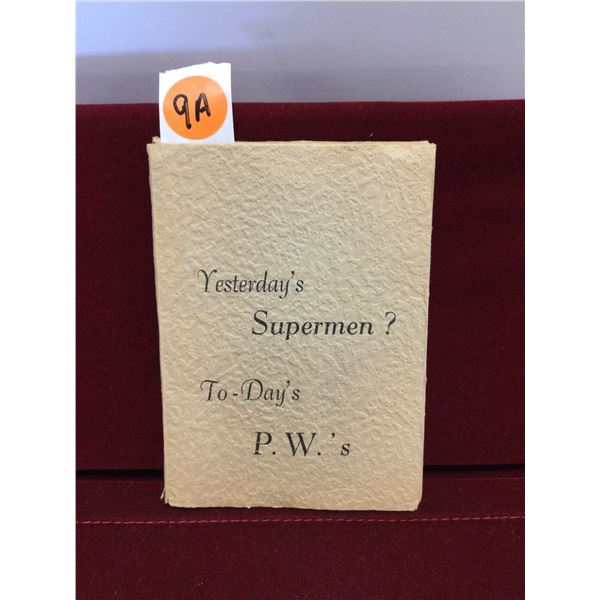 9A
Yesterday's
Supermen ?
To-Day's
P. W. 's